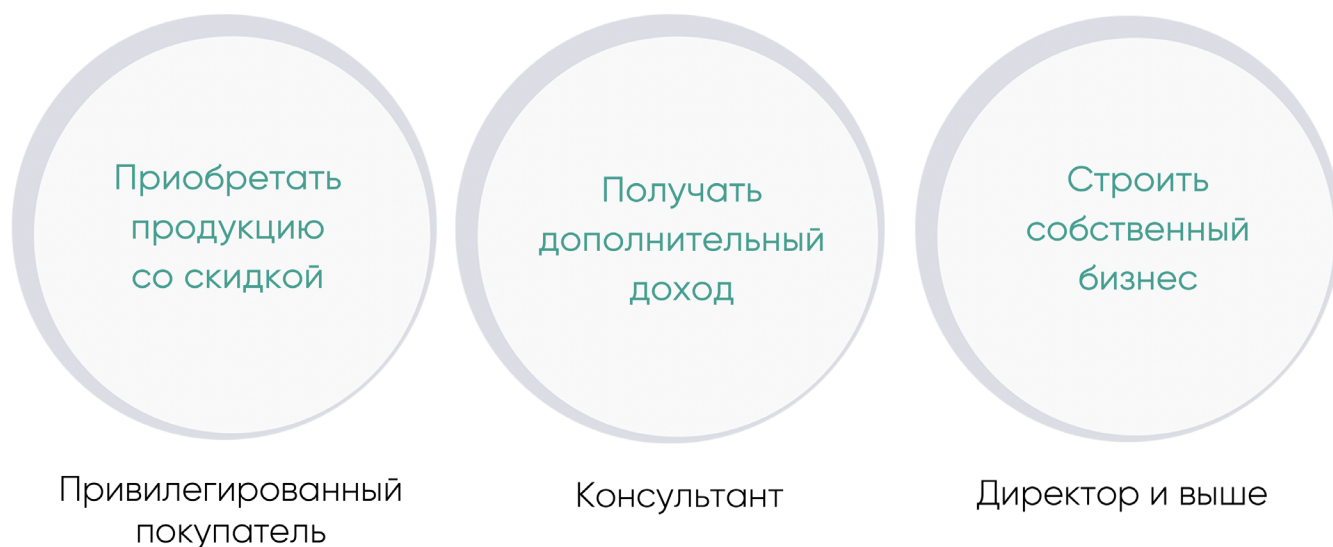 Приобретать
продукцию
со скидкой
Привилегированный
покупатель
Получать
дополнительный
доход
Консультант
Строить
собственный
бизнес
Директор и выше